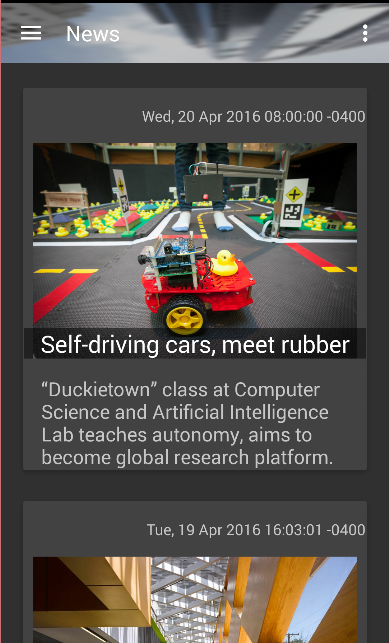 News
Wed, 20 Apr 2016 08:00:00 -0400
Self-driving cars, meet rubber
“Duckietown” class at Computer
Science and Artificial Intelligence
Lab teaches autonomy, aims to
become global research platform.
Tue, 19 Apr 2016 16:03:01 -0400